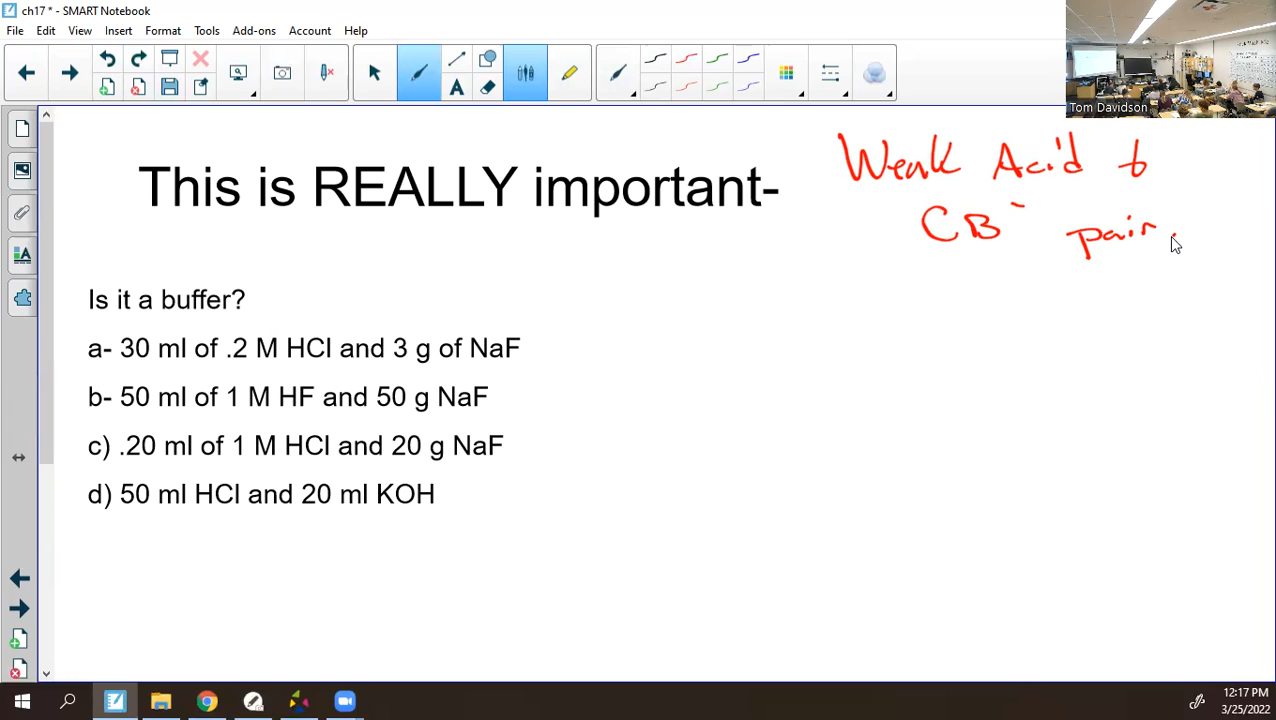 ch17 * - SMART Notebook
File Edit View Insert Format Tools Add-ons Account Help
Tom Davidson
Weak Acid to
CB⁻ pair.
This is REALLY important-
Is it a buffer?
a- 30 ml of .2 M HCl and 3 g of NaF
b- 50 ml of 1 M HF and 50 g NaF
c) .20 ml of 1 M HCl and 20 g NaF
d) 50 ml HCl and 20 ml KOH
12:17 PM
3/25/2022